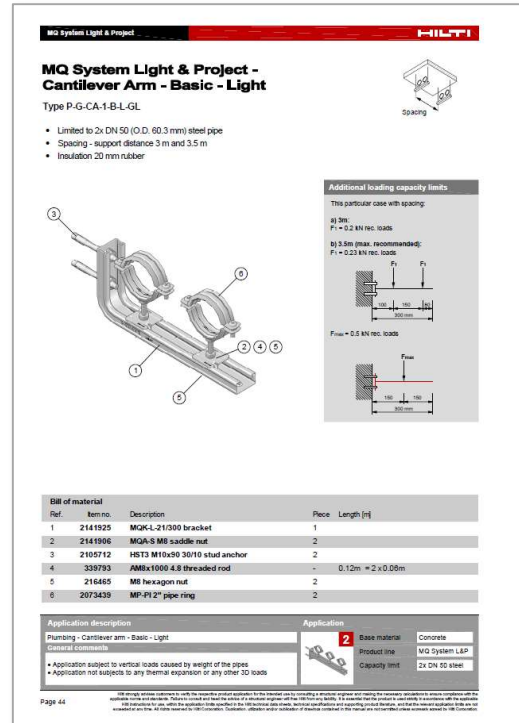 MQ System Light & Project
HILTI
MQ System Light & Project -
Cantilever Arm - Basic - Light
Type P-G-CA-1-B-L-GL
Spacing
• Limited to 2x DN 50 (O.D. 60.3 mm) steel pipe
• Spacing - support distance 3 m and 3.5 m
• Insulation 20 mm rubber
Additional loading capacity limits
This particular case with spacing:
a) 3m:
F1 = 0.2 kN rec. loads
b) 3.5m (max. recommended):
F1 = 0.23 kN rec. loads
F1 F1
100 150 50
300 mm
Fmax = 0.5 kN rec. loads
Fmax
150 150
300 mm
3
6
2 4 5
1
5
Bill of material
Ref. Item no. Description Piece Length [m]
1 2141925 MQK-L-21/300 bracket 1
2 2141906 MQA-S M8 saddle nut 2
3 2105712 HST3 M10x90 30/10 stud anchor 2
4 339793 AM8x1000 4.8 threaded rod - 0.12m = 2 x 0.06m
5 216465 M8 hexagon nut 2
6 2073439 MP-PI 2" pipe ring 2
Application description
Plumbing - Cantilever arm - Basic - Light
General comments
• Application subject to vertical loads caused by weight of the pipes
• Application not subjects to any thermal expansion or any other 3D loads
Application
2
Base material Concrete
Product line MQ System L&P
Capacity limit 2x DN 50 steel
Page 44